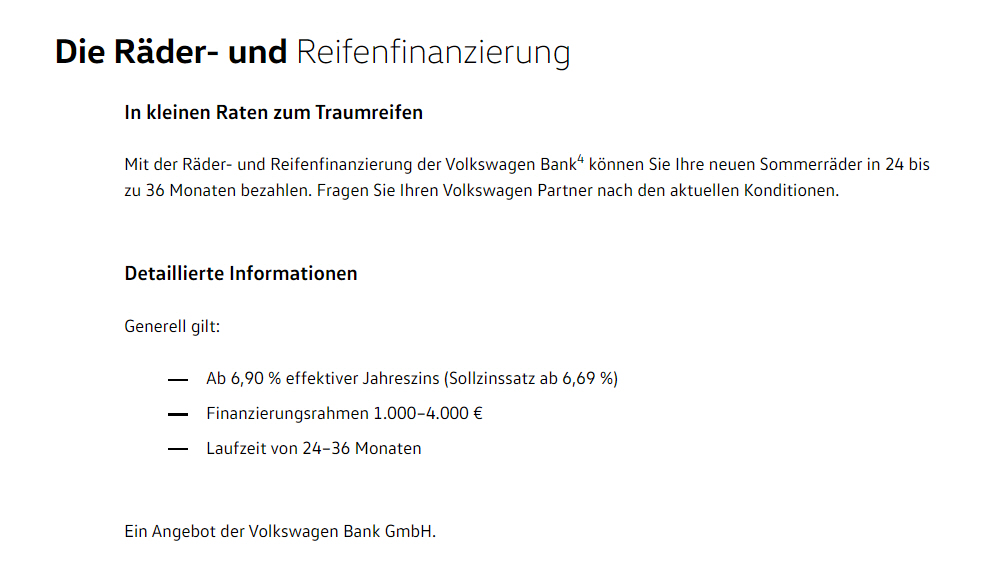 Die Räder- und Reifenfinanzierung
In kleinen Raten zum Traumreifen
Mit der Räder- und Reifenfinanzierung der Volkswagen Bank⁴ können Sie Ihre neuen Sommerräder in 24 bis
zu 36 Monaten bezahlen. Fragen Sie Ihren Volkswagen Partner nach den aktuellen Konditionen.
Detaillierte Informationen
Generell gilt:
— Ab 6,90 % effektiver Jahreszins (Sollzinssatz ab 6,69 %)
— Finanzierungsrahmen 1.000–4.000 €
— Laufzeit von 24–36 Monaten
Ein Angebot der Volkswagen Bank GmbH.